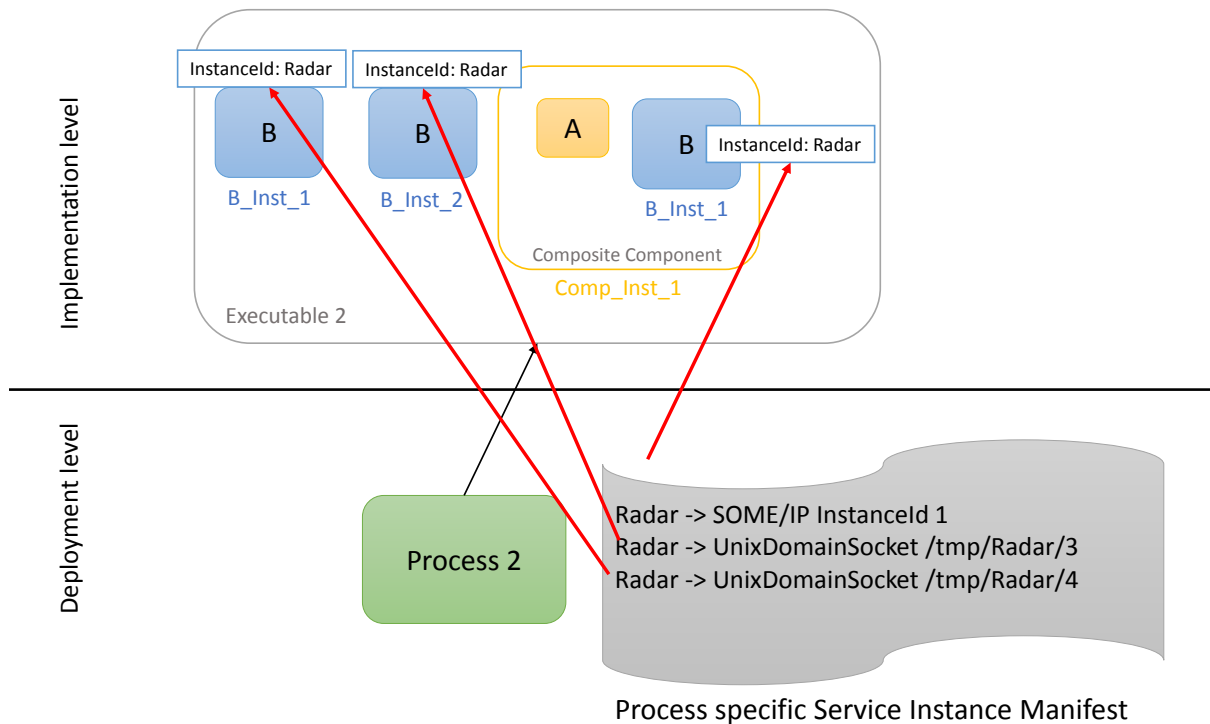 Implementation level
InstanceId: Radar
InstanceId: Radar
B
B
A
B
InstanceId: Radar
B_Inst_1
B_Inst_2
B_Inst_1
Composite Component
Comp_Inst_1
Executable 2
Deployment level
Process 2
Radar -> SOME/IP InstanceId 1
Radar -> UnixDomainSocket /tmp/Radar/3
Radar -> UnixDomainSocket /tmp/Radar/4
Process specific Service Instance Manifest